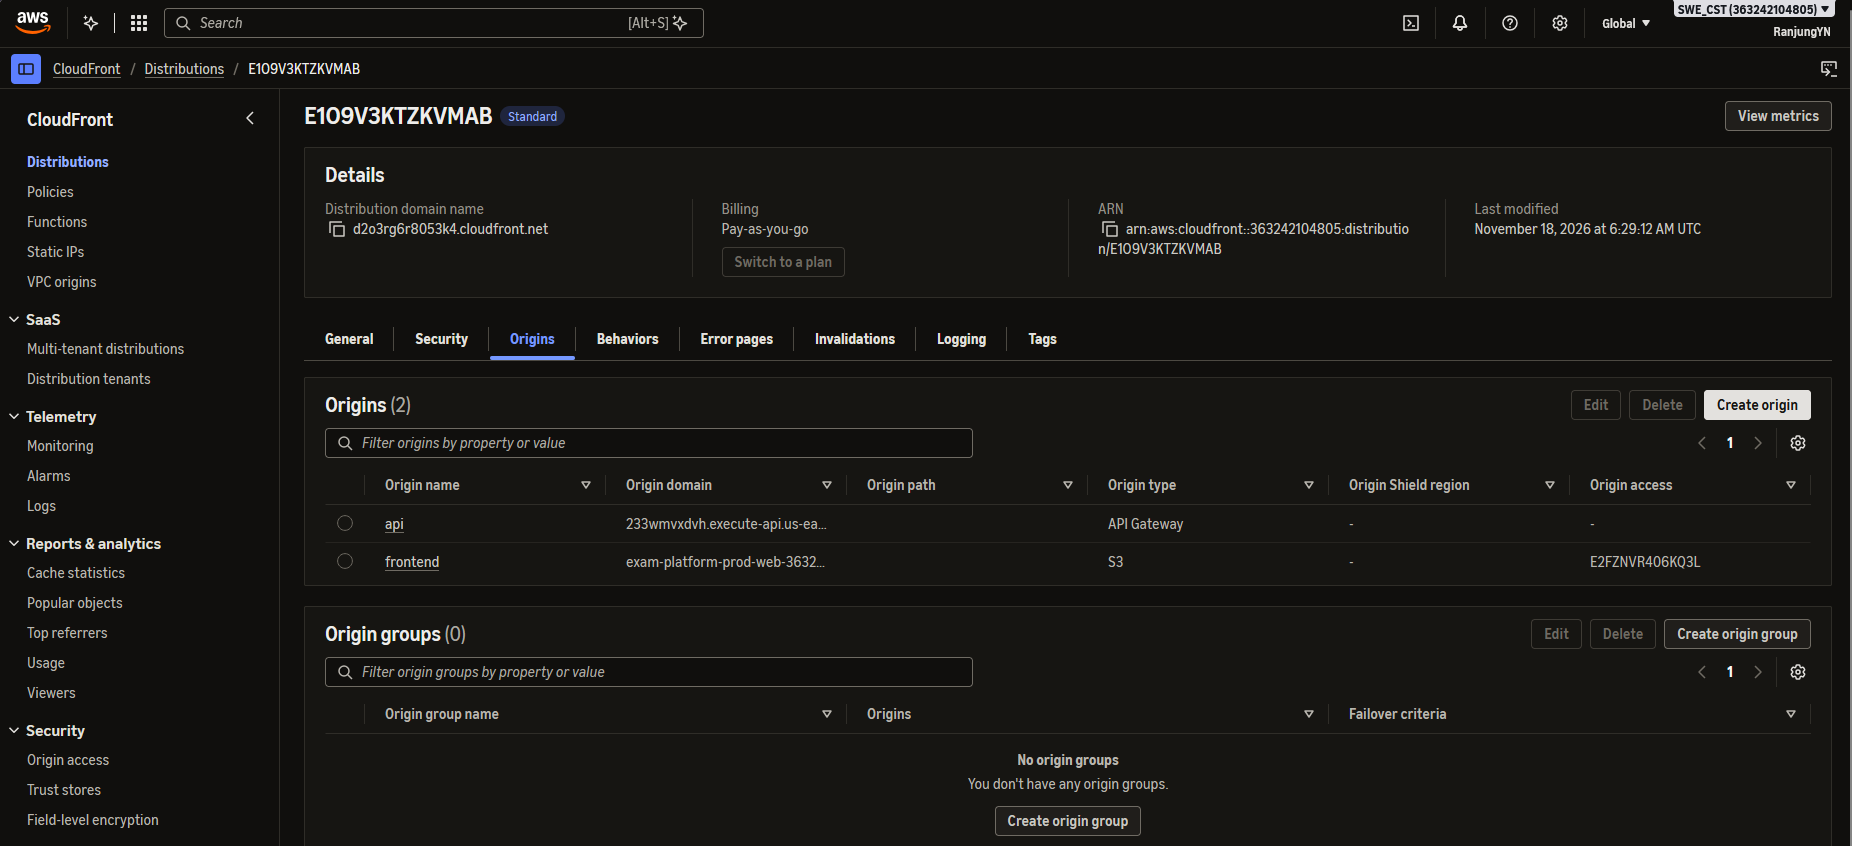 aws
Search
[Alt+S]
Global
SWE_CST (363242104805)
RanjungYN
CloudFront / Distributions / E1O9V3KTZKVMAB
CloudFront
Distributions
Policies
Functions
Static IPs
VPC origins
SaaS
Multi-tenant distributions
Distribution tenants
Telemetry
Monitoring
Alarms
Logs
Reports & analytics
Cache statistics
Popular objects
Top referrers
Usage
Viewers
Security
Origin access
Trust stores
Field-level encryption
E1O9V3KTZKVMAB Standard
View metrics
Details
Distribution domain name
d2o3rg6r8053k4.cloudfront.net
Billing
Pay-as-you-go
Switch to a plan
ARN
arn:aws:cloudfront::363242104805:distributio
n/E1O9V3KTZKVMAB
Last modified
November 18, 2026 at 6:29:12 AM UTC
General Security Origins Behaviors Error pages Invalidations Logging Tags
Origins (2)
Edit Delete Create origin
Filter origins by property or value
1
Origin name Origin domain Origin path Origin type Origin Shield region Origin access
api 233wmvxdvh.execute-api.us-ea... API Gateway - -
frontend exam-platform-prod-web-3632... S3 - E2FZNVR406KQ3L
Origin groups (0)
Edit Delete Create origin group
Filter origin groups by property or value
1
Origin group name Origins Failover criteria
No origin groups
You don't have any origin groups.
Create origin group